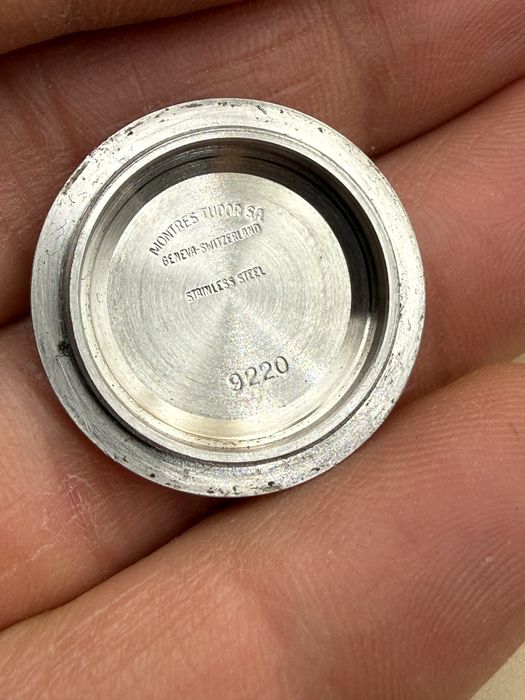 MONTRES TUDOR SA
GENEVA-SWITZERLAND
STAINLESS STEEL
9220